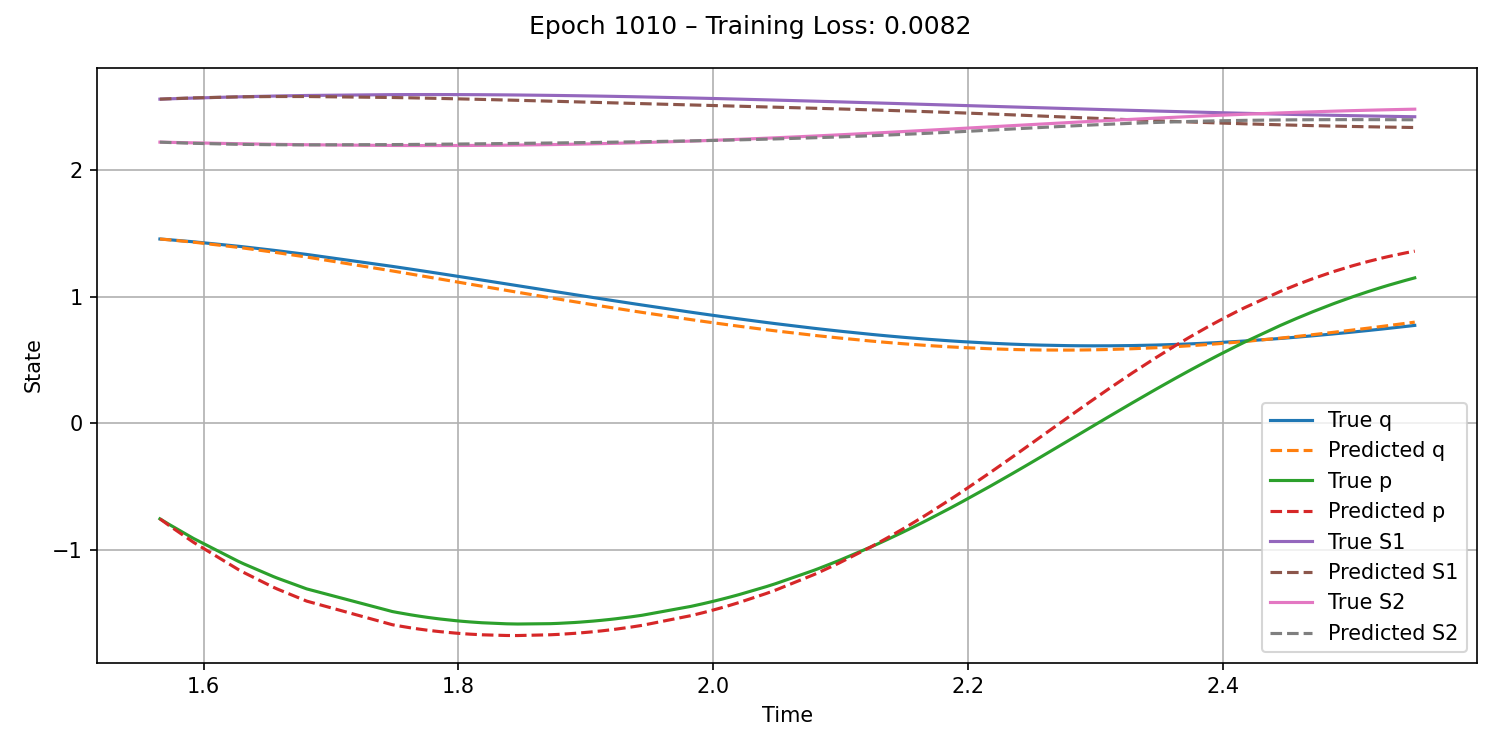 Epoch 1010 – Training Loss: 0.0082
State
2
1
0
−1
1.6
1.8
2.0
2.2
2.4
Time
True q
Predicted q
True p
Predicted p
True S1
Predicted S1
True S2
Predicted S2